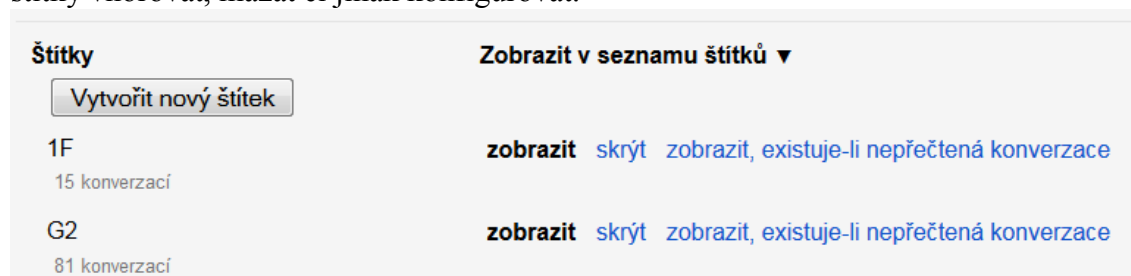 Štítky Zobrazit v seznamu štítků ▼
Vytvořit nový štítek
1F zobrazit skrýt zobrazit, existuje-li nepřečtená konverzace
15 konverzací
G2 zobrazit skrýt zobrazit, existuje-li nepřečtená konverzace
81 konverzací